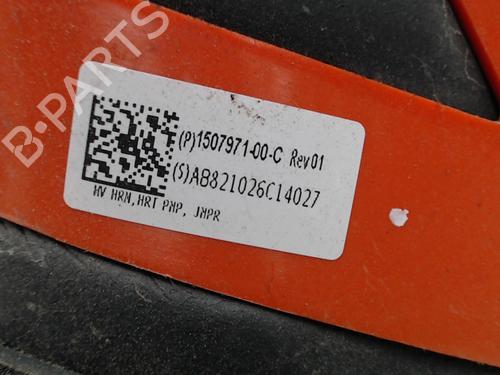 B-PARTS
(P)1507971-00-C Rev01
(S)AB821026C14027
HV HRN,HRT PMP, JMPR